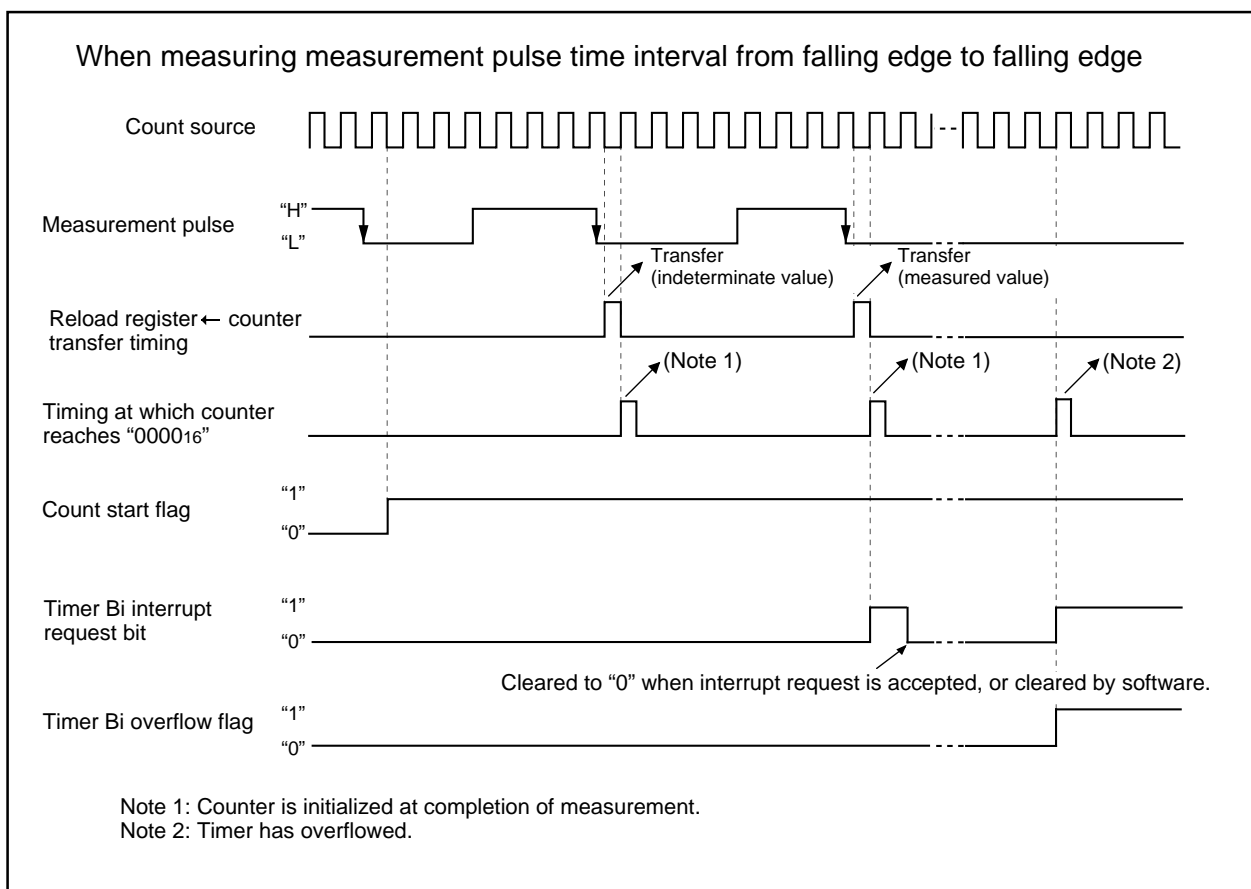 When measuring measurement pulse time interval from falling edge to falling edge
Count source
Measurement pulse
“H”
“L”
Transfer
(indeterminate value)
Transfer
(measured value)
Reload register ← counter
transfer timing
(Note 1)
(Note 1)
(Note 2)
Timing at which counter
reaches “000016”
Count start flag
“1”
“0”
Timer Bi interrupt
request bit
“1”
“0”
Cleared to “0” when interrupt request is accepted, or cleared by software.
Timer Bi overflow flag
“1”
“0”
Note 1: Counter is initialized at completion of measurement.
Note 2: Timer has overflowed.